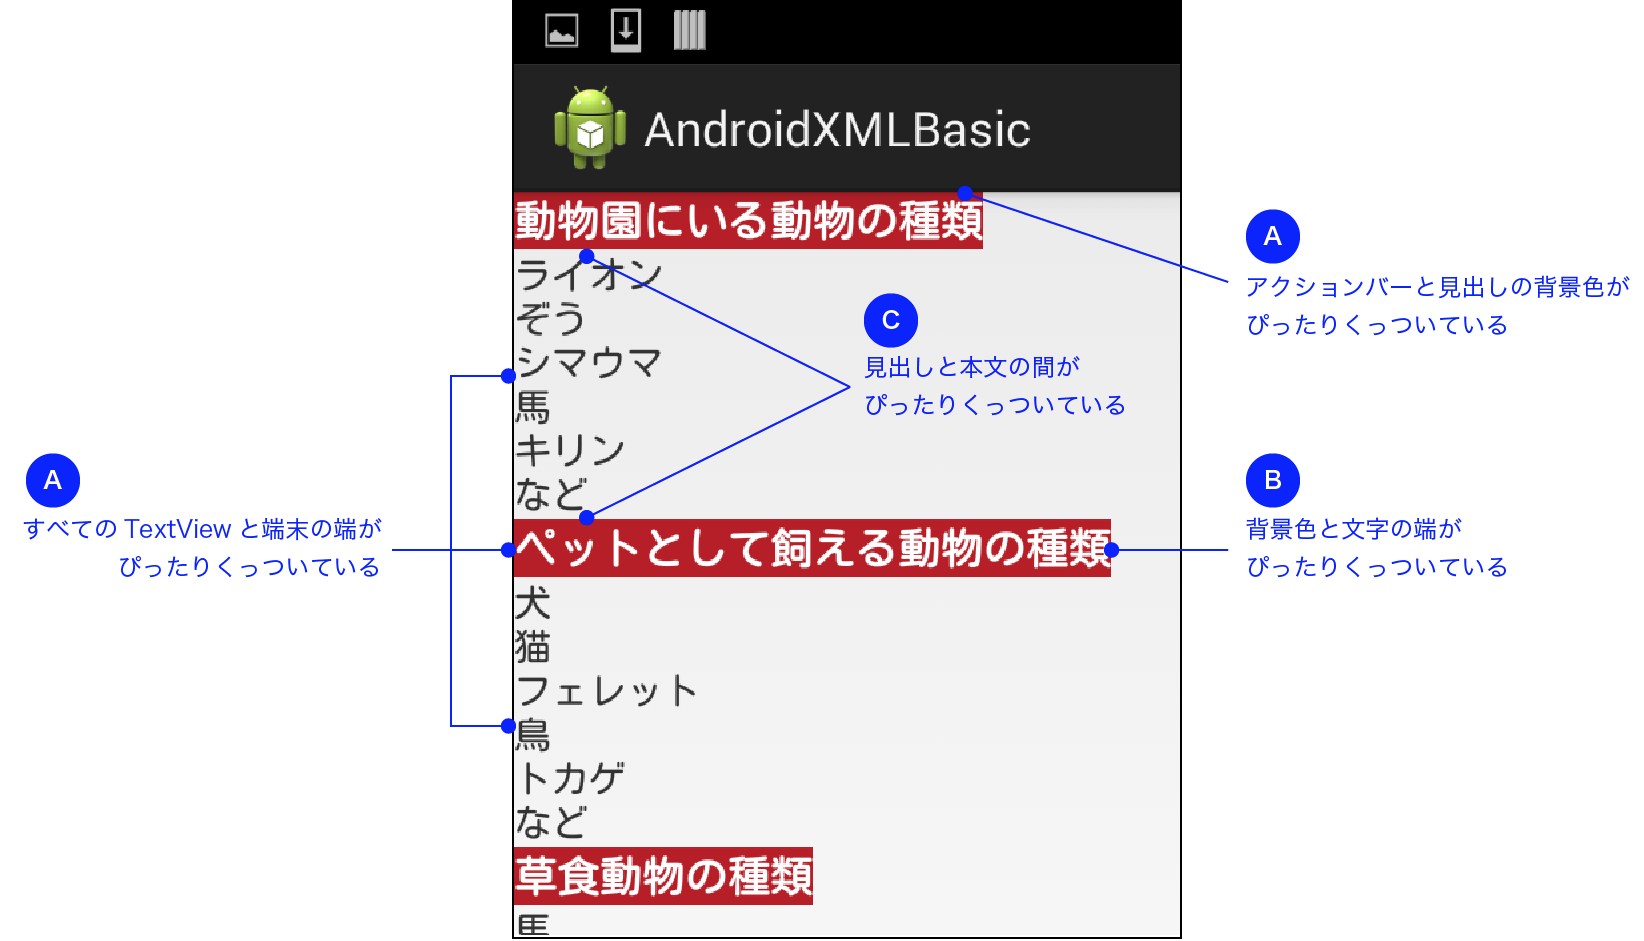 AndroidXMLBasic
動物園にいる動物の種類
ライオン
ぞう
シマウマ
馬
キリン
など
ペットとして飼える動物の種類
犬
猫
フェレット
鳥
トカゲ
など
草食動物の種類
馬
A
アクションバーと見出しの背景色が
ぴったりくっついている
C
見出しと本文の間が
ぴったりくっついている
A
すべての TextView と端末の端が
ぴったりくっついている
B
背景色と文字の端が
ぴったりくっついている